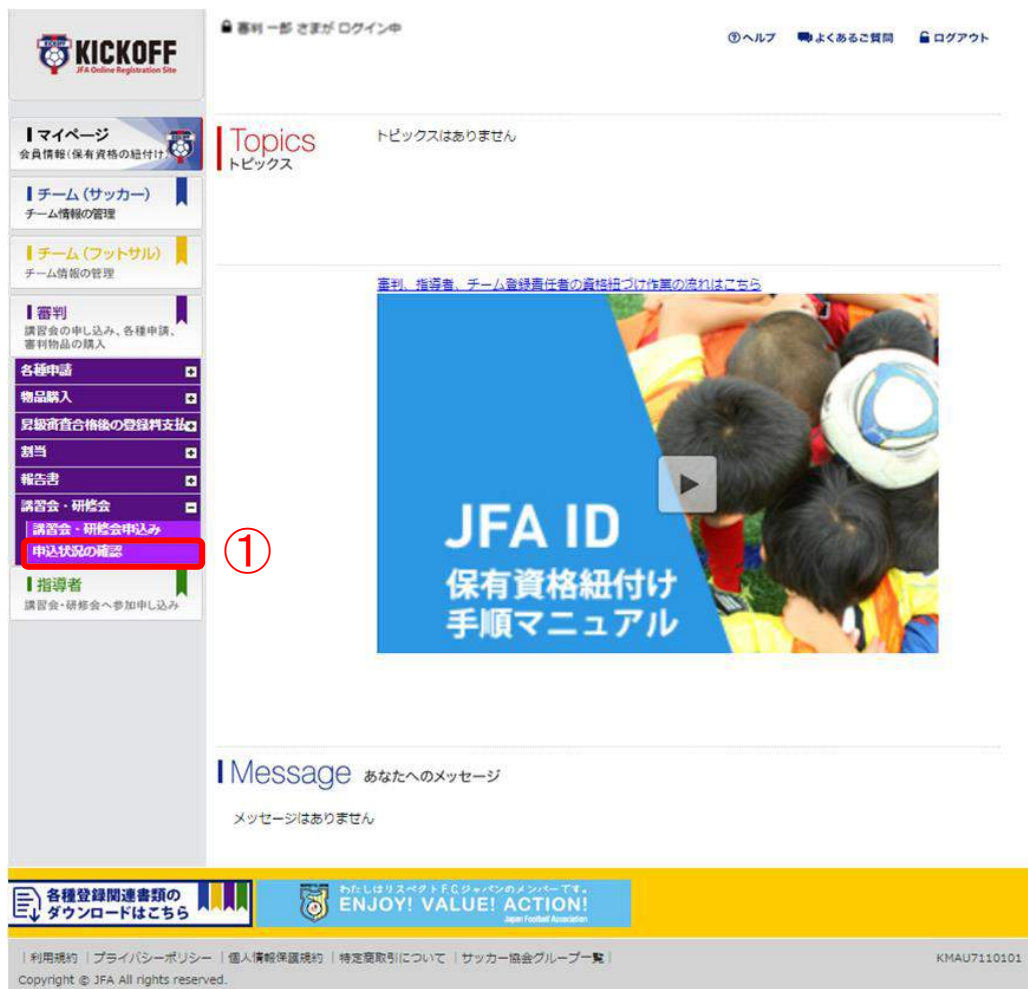 KICKOFF
JFA Online Registration Site
審判 一郎 さまが ログイン中
ヘルプ
よくあるご質問
ログアウト
マイページ
会員情報(保有資格の紐付け
チーム (サッカー)
チーム情報の管理
チーム (フットサル)
チーム情報の管理
審判
講習会の申し込み、各種申請、
審判物品の購入
各種申請
物品購入
昇級審査合格後の登録料支払
割当
報告書
講習会・研修会
講習会・研修会申込み
申込状況の確認
①
指導者
講習会・研修会へ参加申し込み
Topics
トピックス
トピックスはありません
審判、指導者、チーム登録責任者の資格紐づけ作業の流れはこちら
JFA ID
保有資格紐付け
手順マニュアル
Message あなたへのメッセージ
メッセージはありません
各種登録関連書類の
ダウンロードはこちら
わたしはリスペクトF.C.ジャパンのメンバーです。
ENJOY! VALUE! ACTION!
Japan Football Association
｜利用規約 ｜プライバシーポリシー ｜個人情報保護規約 ｜特定商取引について ｜サッカー協会グループ一覧｜
KMAU7110101
Copyright © JFA All rights reserved.